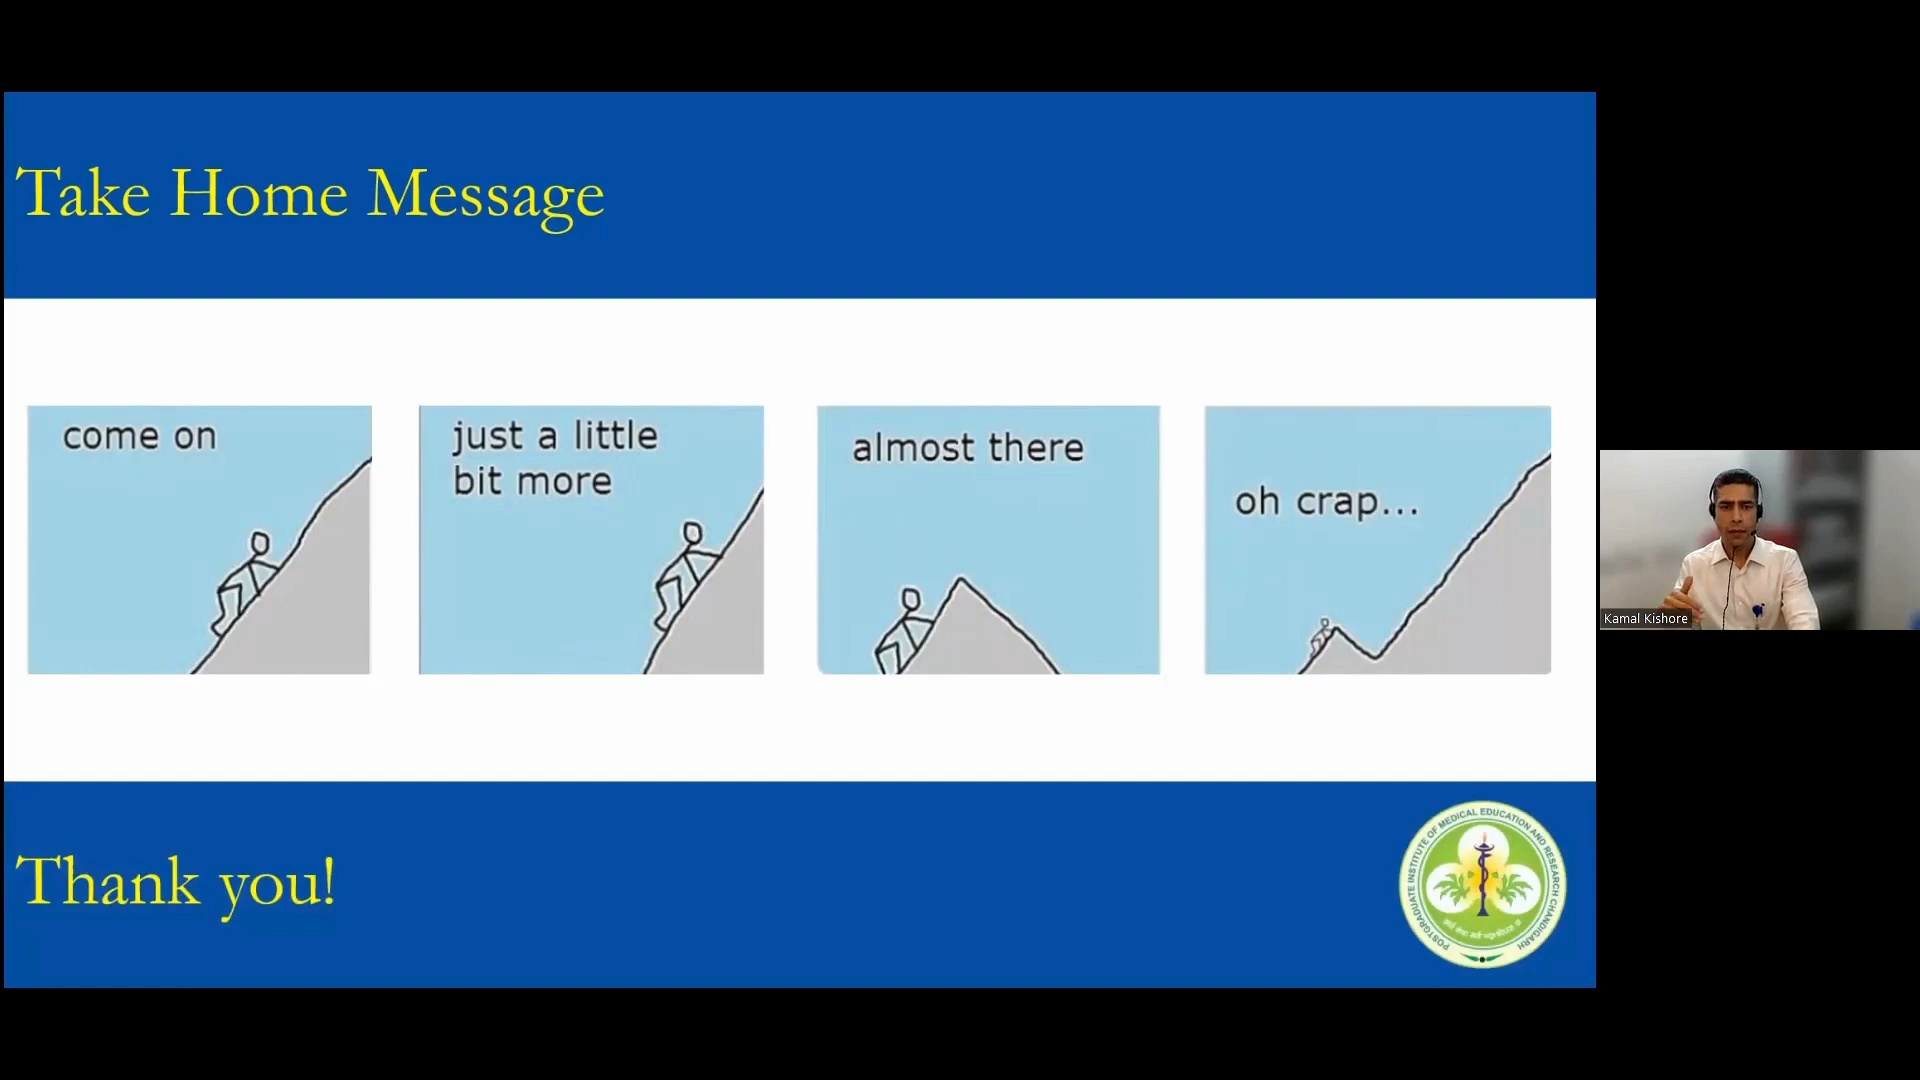 Take Home Message
come on
just a little
bit more
almost there
oh crap...
Kamal Kishore
Thank you!
POSTGRADUATE INSTITUTE OF MEDICAL EDUCATION AND RESEARCH CHANDIGARH